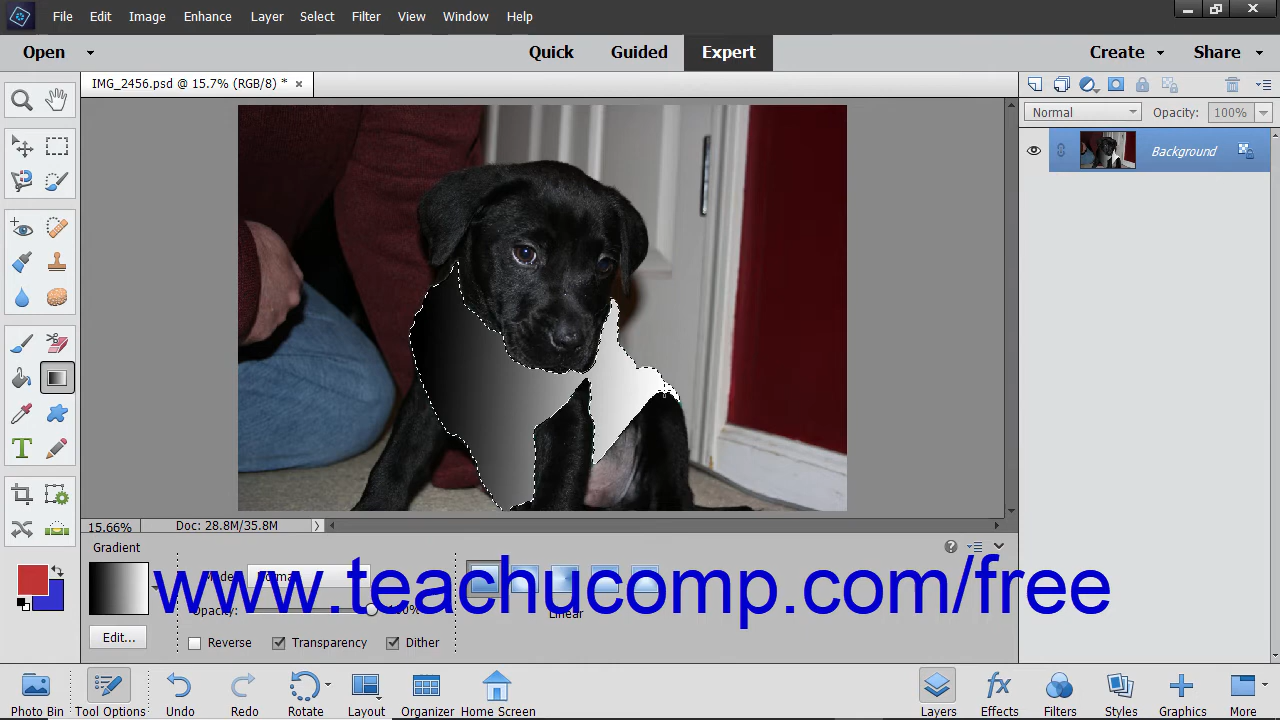 File Edit Image Enhance Layer Select Filter View Window Help
Open Quick Guided Expert Create Share
IMG_2456.psd @ 15.7% (RGB/8) * ×
Normal Opacity: 100%
Background
15.66% Doc: 28.8M/35.8M
Gradient
Mode: Normal
www.teachucomp.com/free
Opacity:
Linear
Edit... Reverse Transparency Dither
Photo Bin Tool Options Undo Redo Rotate Layout Organizer Home Screen Layers Effects Filters Styles Graphics More